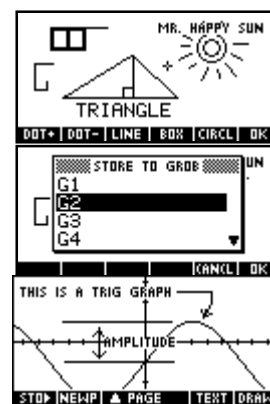 MR. HAPPY SUN
TRIANGLE
DOT+ DOT- LINE BOX CIRCL OK
STORE TO GROB UN
G1
G2
G3
G4
CANCL OK
THIS IS A TRIG GRAPH
AMPLITUDE
STO▶ NEWP ▲ PAGE TEXT DRAW